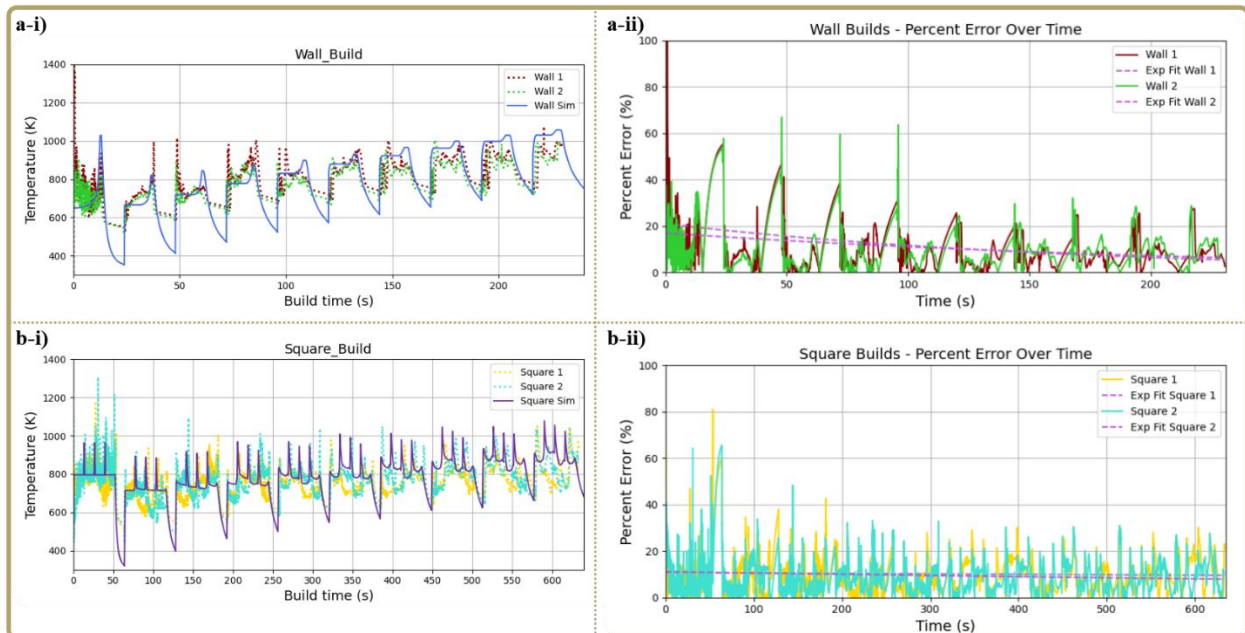 a-i)
Wall_Build
1400
1200
1000
800
600
400
Temperature (K)
0 50 100 150 200
Build time (s)
Wall 1
Wall 2
Wall Sim
a-ii)
Wall Builds - Percent Error Over Time
100
80
60
40
20
0
Percent Error (%)
0 50 100 150 200
Time (s)
Wall 1
Exp Fit Wall 1
Wall 2
Exp Fit Wall 2
b-i)
Square_Build
1400
1200
1000
800
600
400
Temperature (K)
0 50 100 150 200 250 300 350 400 450 500 550 600
Build time (s)
Square 1
Square 2
Square Sim
b-ii)
Square Builds - Percent Error Over Time
100
80
60
40
20
0
Percent Error (%)
0 100 200 300 400 500 600
Time (s)
Square 1
Exp Fit Square 1
Square 2
Exp Fit Square 2